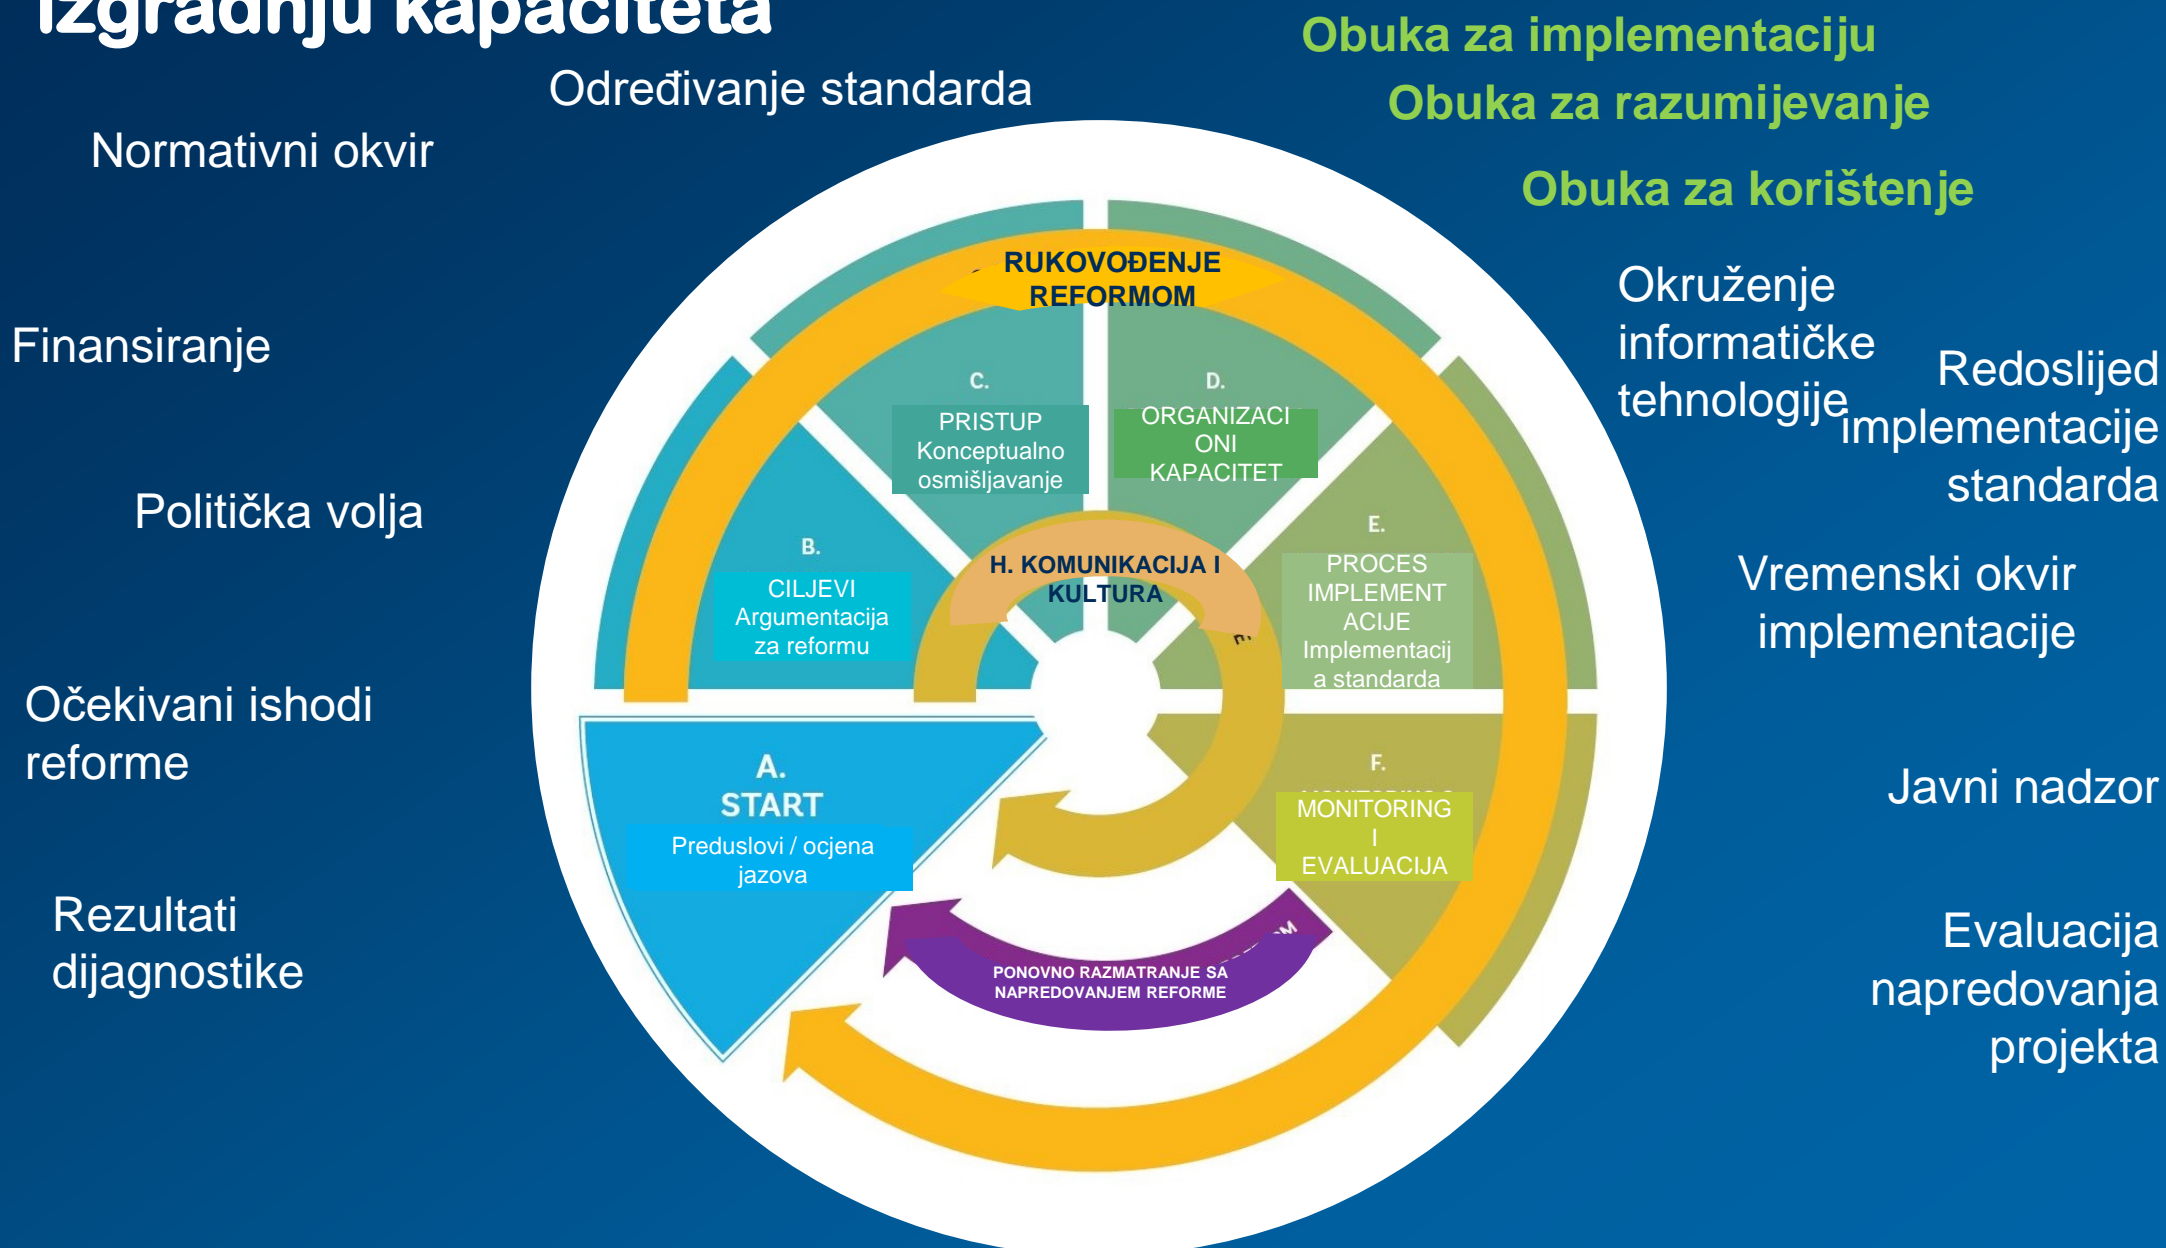 izgradnju kapaciteta
Obuka za implementaciju
Određivanje standarda
Obuka za razumijevanje
Normativni okvir
Obuka za korištenje
RUKOVOĐENJE
REFORMOM
Okruženje
informatičke
tehnologije
Finansiranje
Redoslijed
implementacije
standarda
C.
PRISTUP
Konceptualno
osmišljavanje
D.
ORGANIZACI
ONI
KAPACITET
Politička volja
B.
CILJEVI
Argumentacija
za reformu
H. KOMUNIKACIJA I
KULTURA
E.
PROCES
IMPLEMENT
ACIJE
Implementacij
a standarda
Vremenski okvir
implementacije
Očekivani ishodi
reforme
A.
START
Preduslovi / ocjena
jazova
F.
MONITORING
I
EVALUACIJA
Javni nadzor
Rezultati
dijagnostike
PONOVNO RAZMATRANJE SA
NAPREDOVANJEM REFORME
Evaluacija
napredovanja
projekta